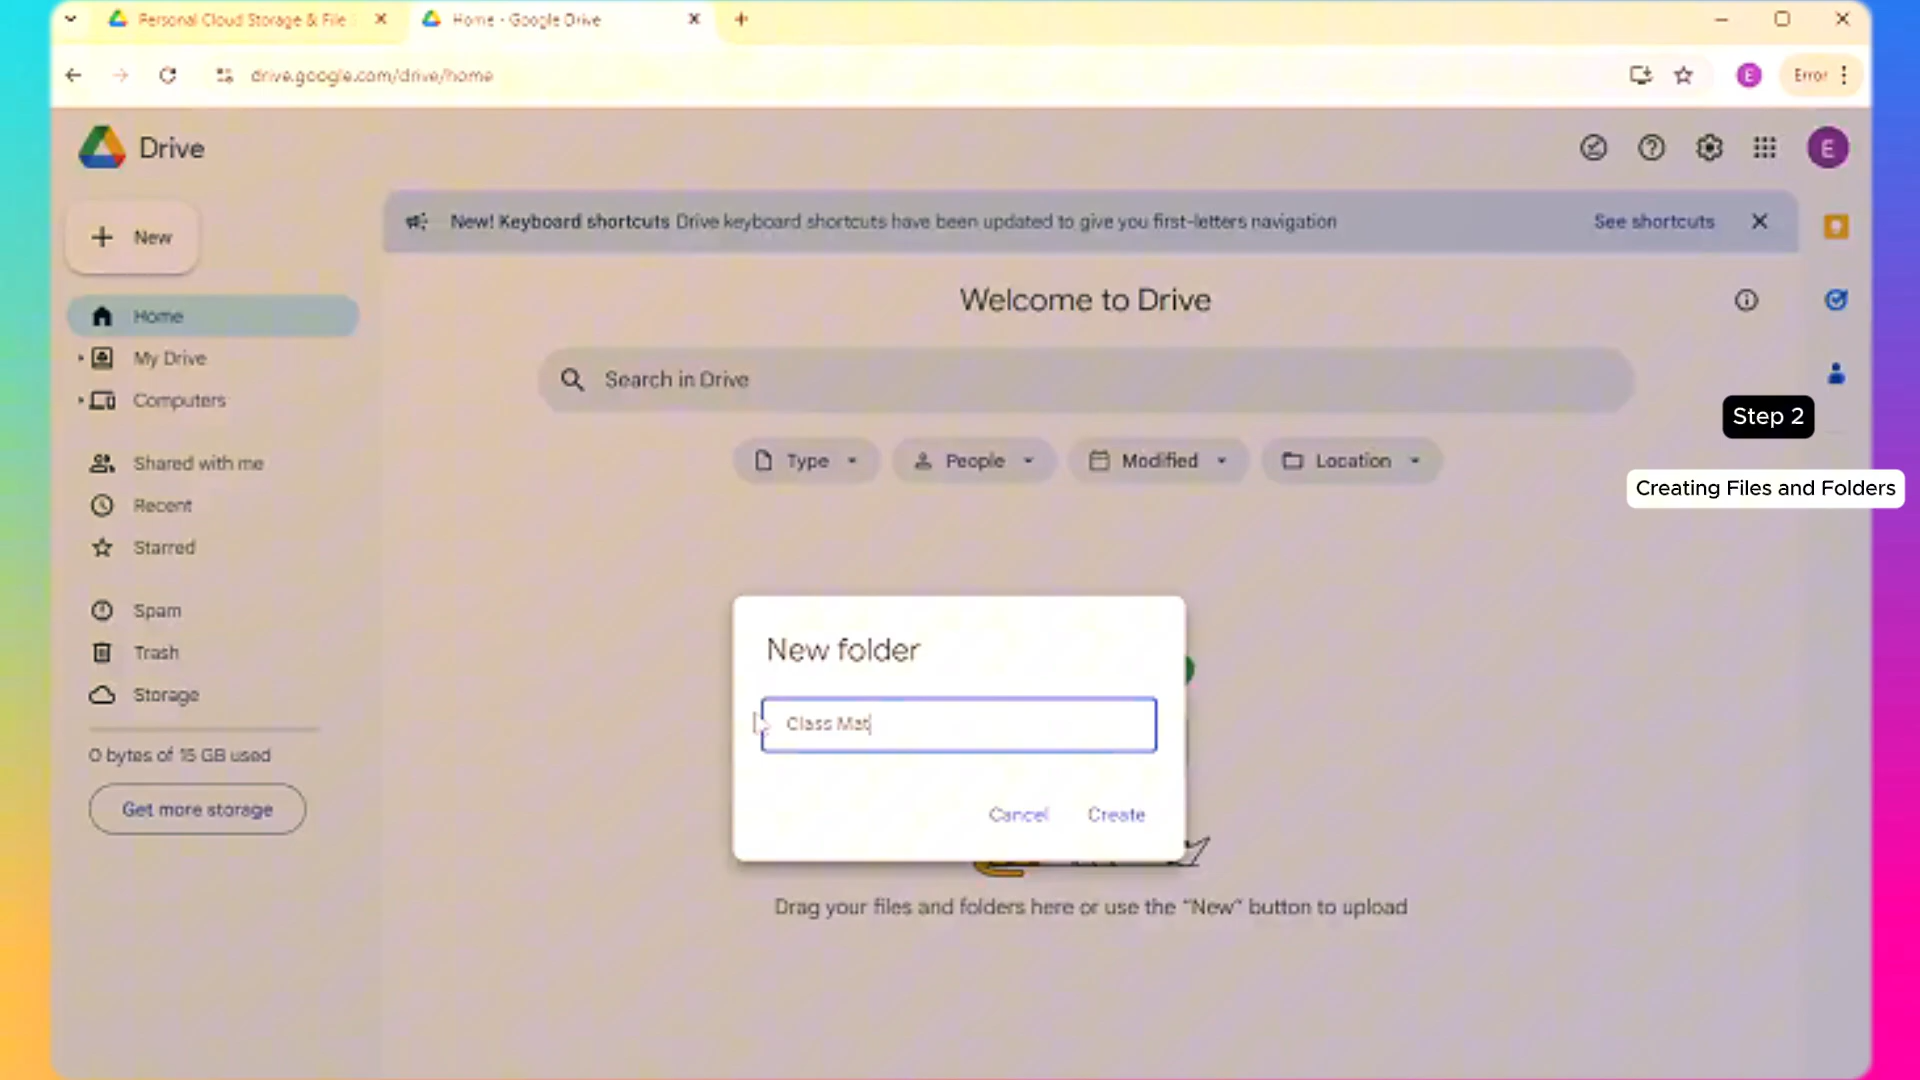 Personal Cloud Storage & File
Home - Google Drive
drive.google.com/drive/home
E
Error
Drive
E
New
New! Keyboard shortcuts Drive keyboard shortcuts have been updated to give you first-letters navigation
See shortcuts
Welcome to Drive
Home
My Drive
Computers
Search in Drive
Step 2
Type
People
Modified
Location
Shared with me
Recent
Starred
Creating Files and Folders
Spam
Trash
Storage
New folder
Class Mat
0 bytes of 15 GB used
Get more storage
Cancel
Create
Drag your files and folders here or use the "New" button to upload